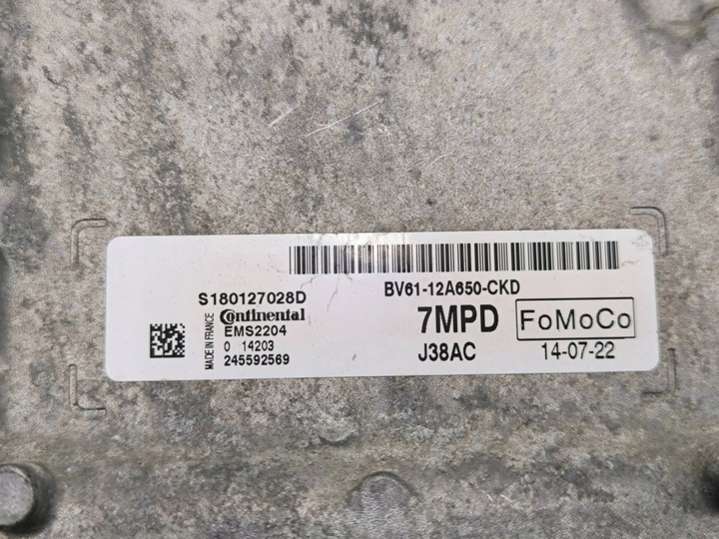 BV61-12A650-CKD
S180127028D
Continental
EMS2204
0 14203
245592569
MADE IN FRANCE
7MPD
FoMoCo
J38AC
14-07-22